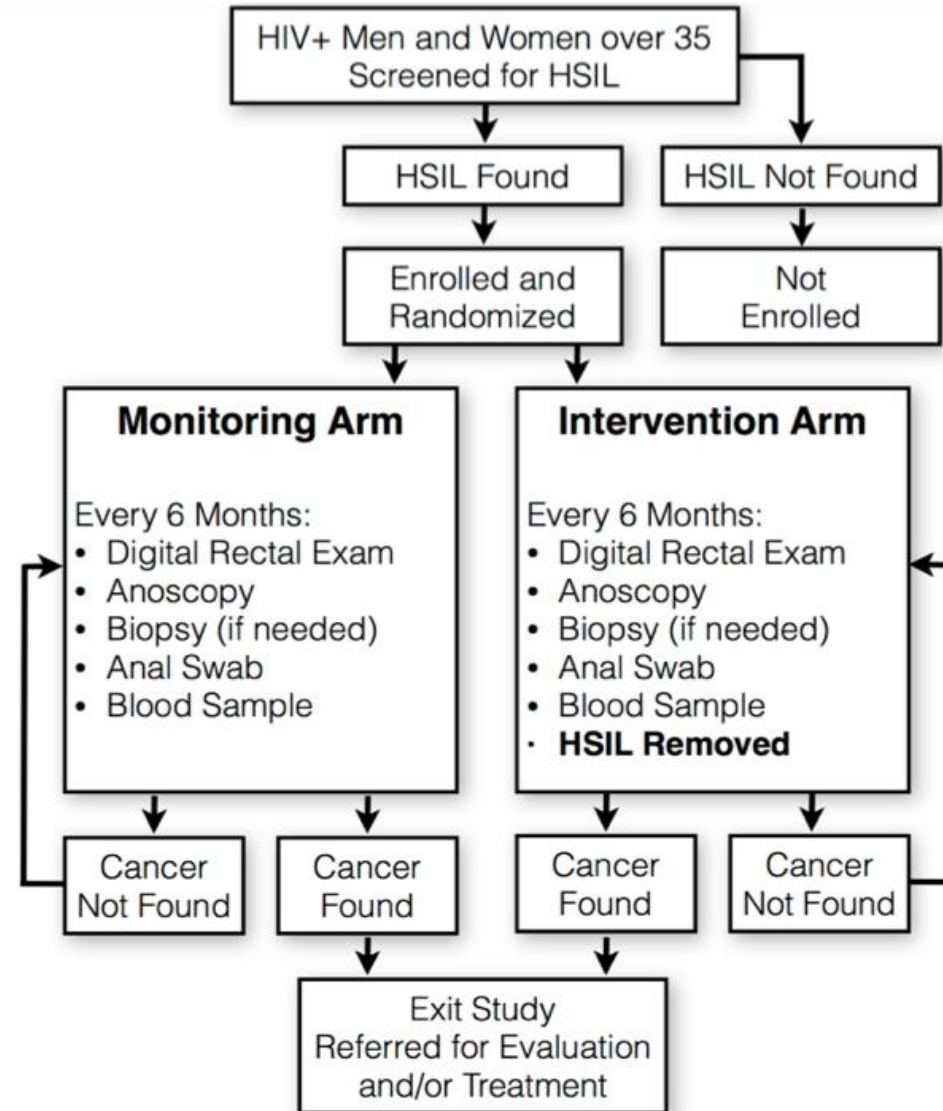 HIV+ Men and Women over 35
Screened for HSIL
HSIL Found
HSIL Not Found
Enrolled and
Randomized
Not
Enrolled
Monitoring Arm
Every 6 Months:
• Digital Rectal Exam
• Anoscopy
• Biopsy (if needed)
• Anal Swab
• Blood Sample
Intervention Arm
Every 6 Months:
• Digital Rectal Exam
• Anoscopy
• Biopsy (if needed)
• Anal Swab
• Blood Sample
· HSIL Removed
Cancer
Not Found
Cancer
Found
Cancer
Found
Cancer
Not Found
Exit Study
Referred for Evaluation
and/or Treatment